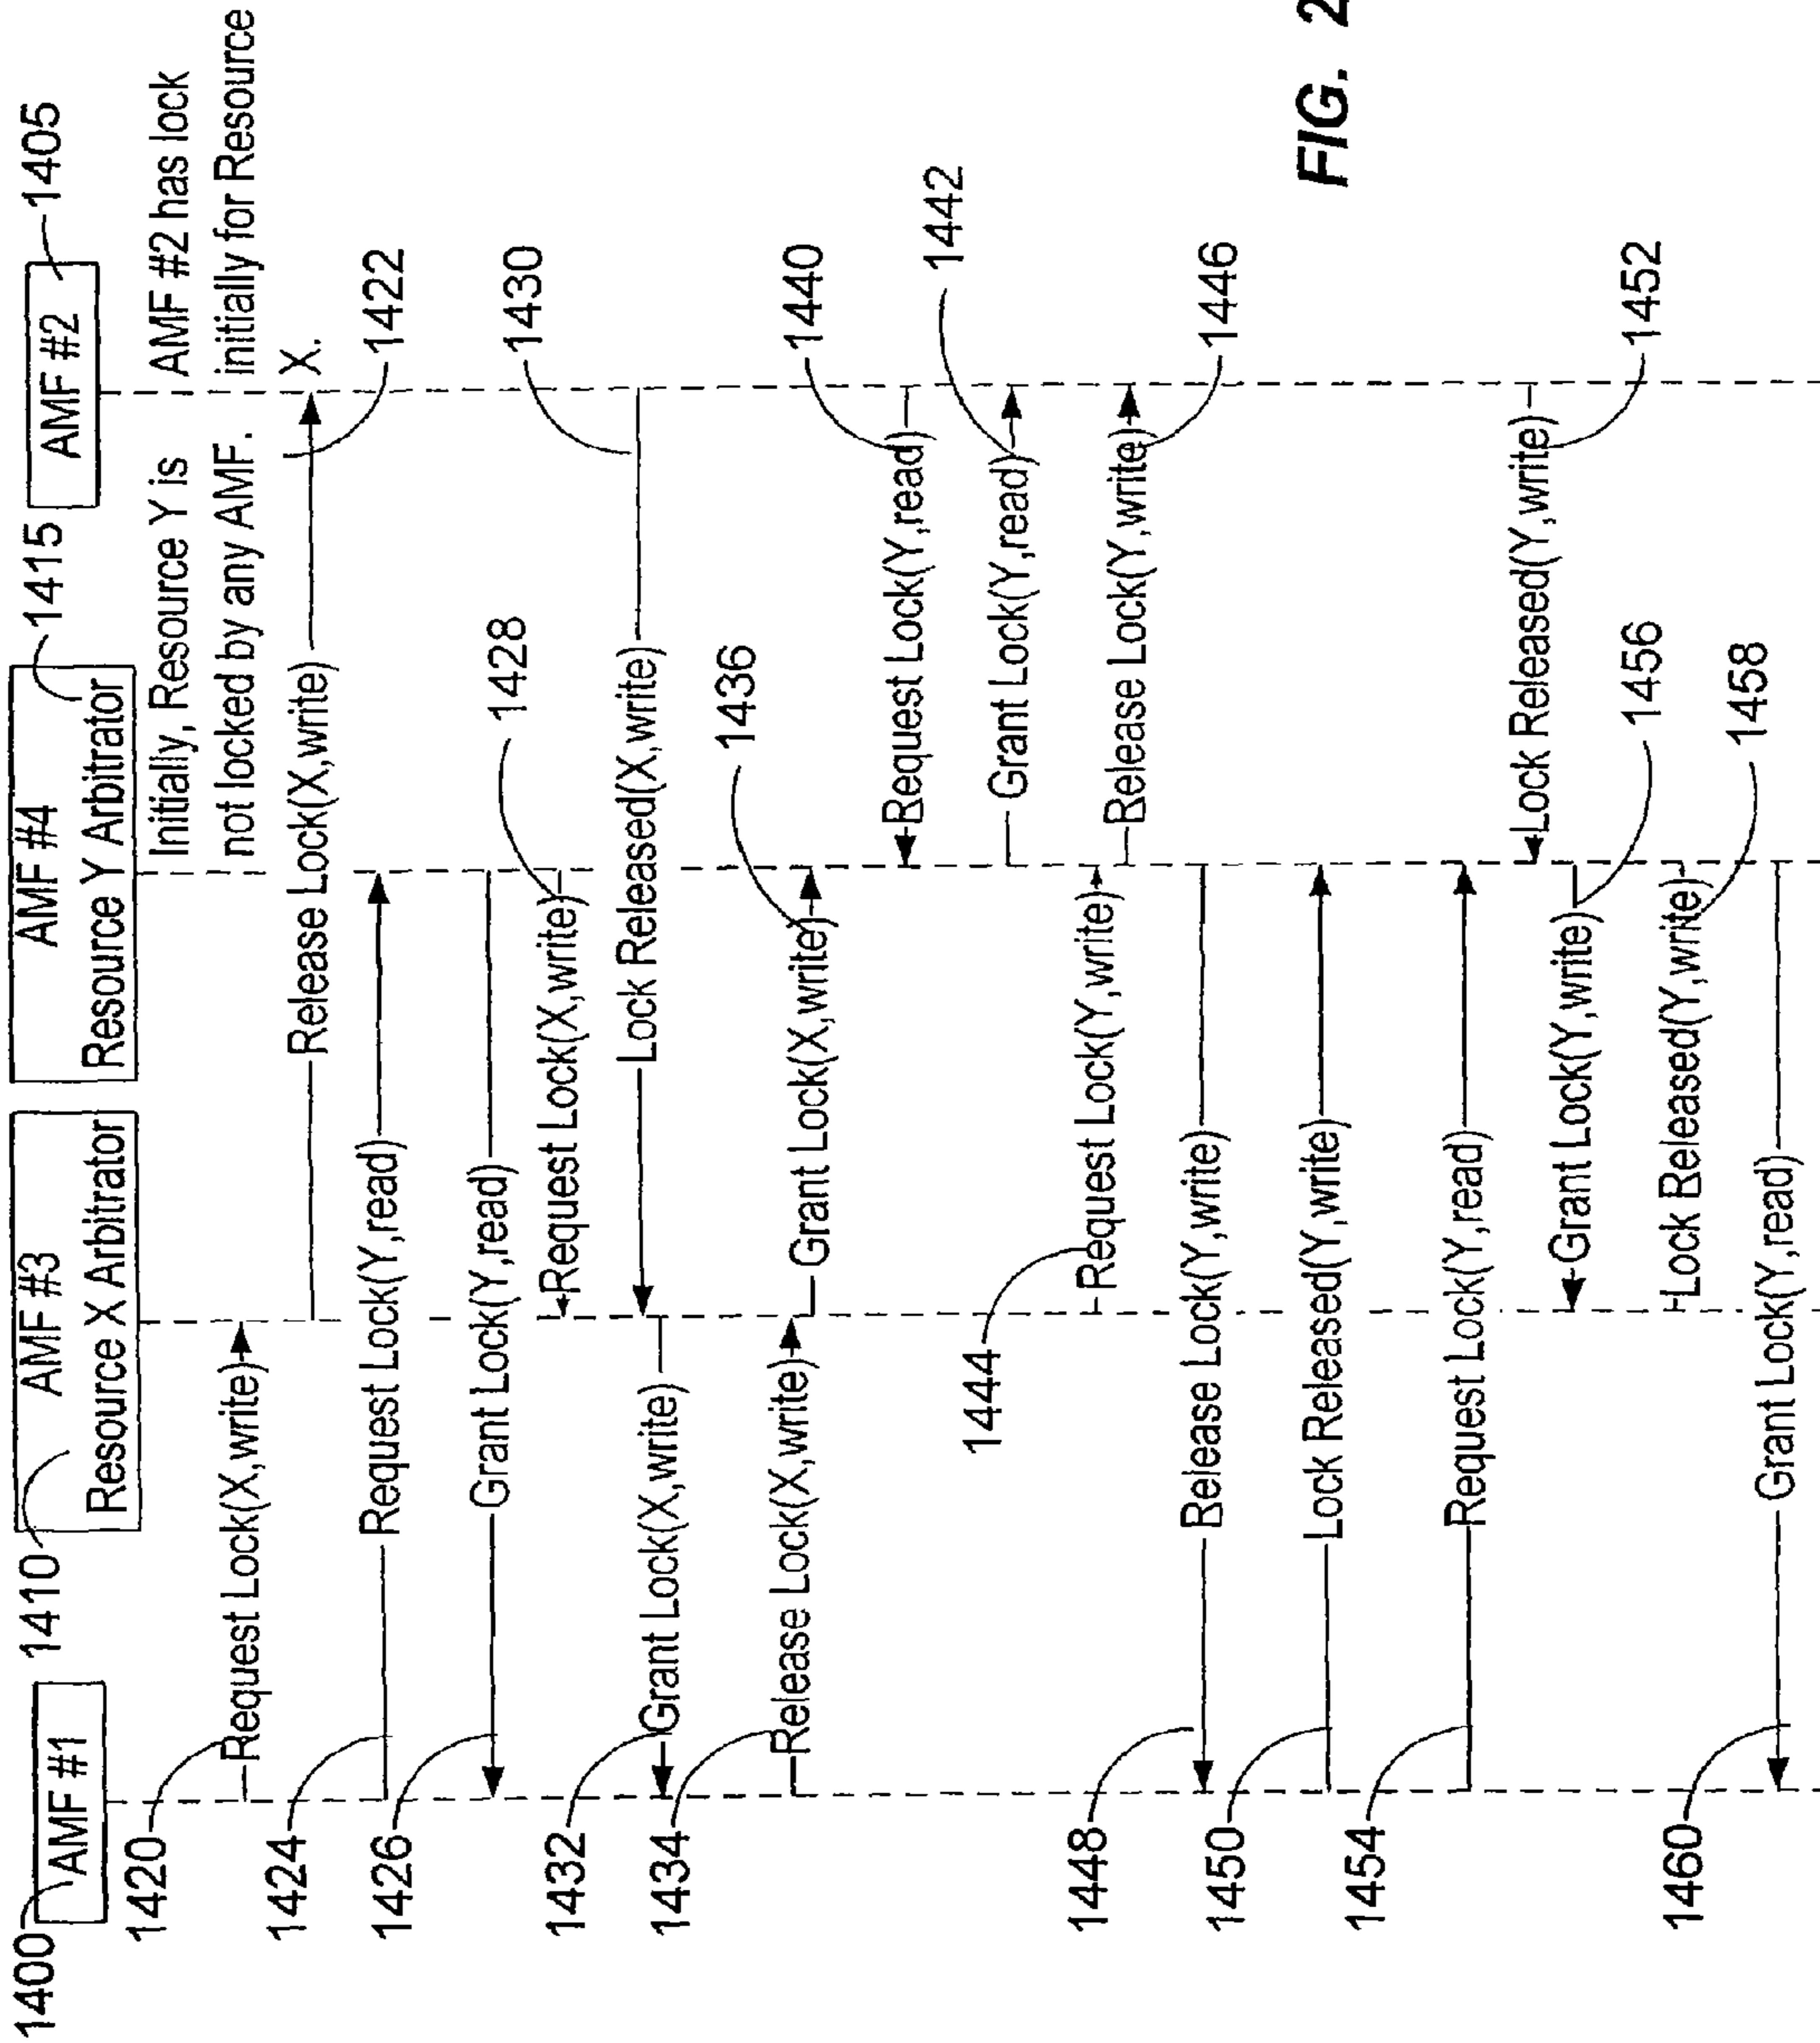 1400
AMF #1
1410
AMF #3
Resource X Arbitrator
AMF #4
Resource Y Arbitrator
1415
AMF #2
1405
Initially, Resource Y is
not locked by any AMF.
AMF #2 has lock
initially for Resource
X.
1420
Request Lock(X,write)
Release Lock(X,write)
1422
1424
Request Lock(Y,read)
1426
Grant Lock(Y,read)
Request Lock(X,write)
1428
Lock Released(X,write)
1430
1432
Grant Lock(X,write)
1434
Release Lock(X,write)
Grant Lock(X,write)
1436
Request Lock(Y,read)
1440
Grant Lock(Y,read)
1442
1444
Request Lock(Y,write)
Release Lock(Y,write)
1446
1448
Release Lock(Y,write)
1450
Lock Released(Y,write)
1454
Request Lock(Y,read)
Lock Released(Y,write)
1452
Grant Lock(Y,write)
1456
Lock Released(Y,write)
1458
1460
Grant Lock(Y,read)
FIG. 2